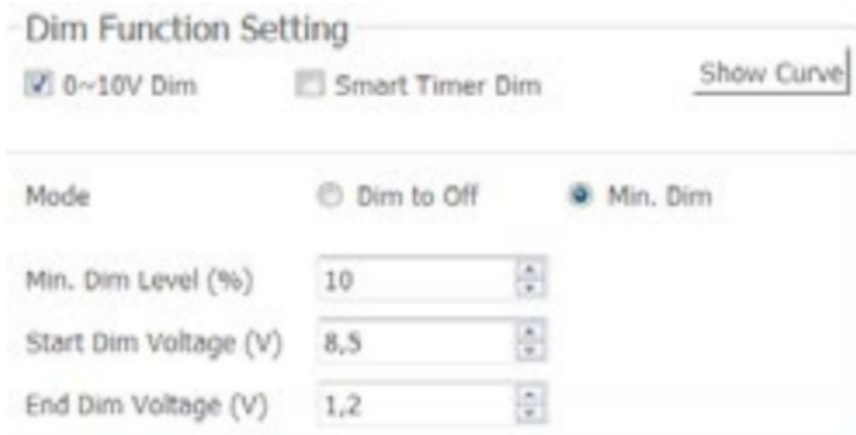 Dim Function Setting
0~10V Dim Smart Timer Dim Show Curve
Mode Dim to Off Min. Dim
Min. Dim Level (%) 10
Start Dim Voltage (V) 8,5
End Dim Voltage (V) 1,2